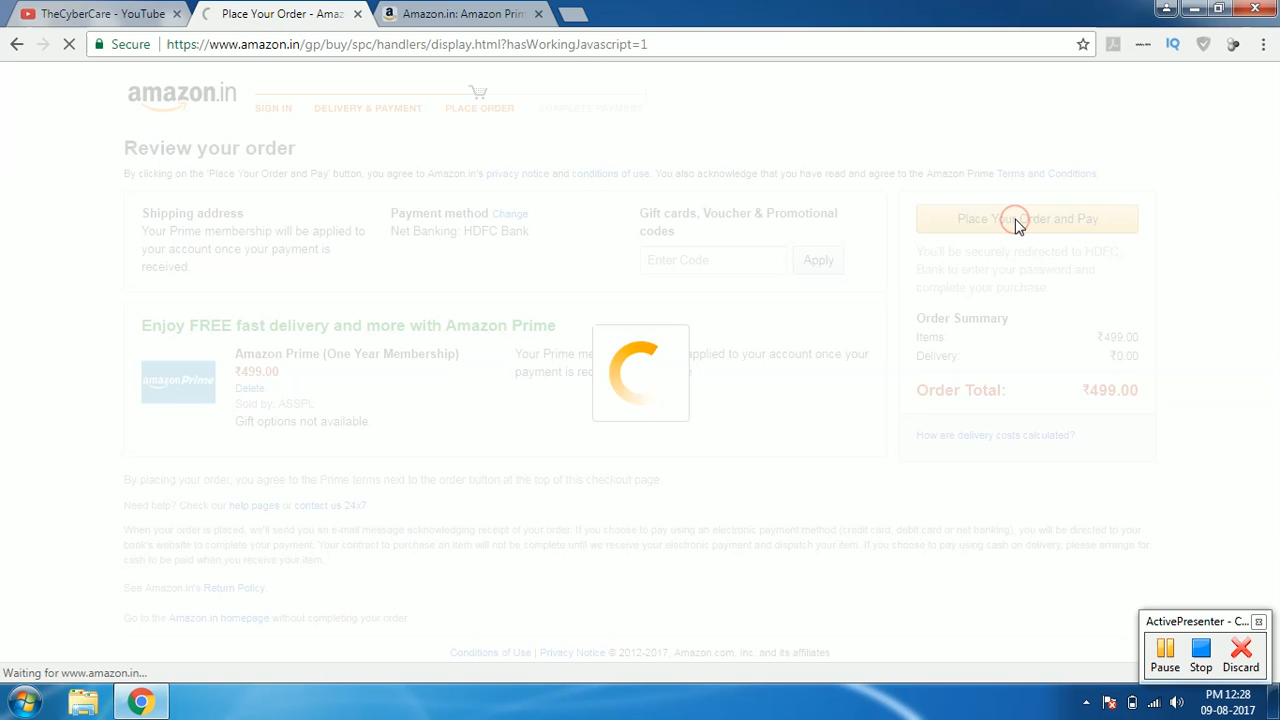 TheCyberCare - YouTube
Place Your Order - Amaz
Amazon.in: Amazon Prim
Secure
https://www.amazon.in/gp/buy/spc/handlers/display.html?hasWorkingJavascript=1
IQ
amazon.in
SIGN IN
DELIVERY & PAYMENT
PLACE ORDER
COMPLETE PAYMENT
Review your order
By clicking on the 'Place Your Order and Pay' button, you agree to Amazon.in's privacy notice and conditions of use. You also acknowledge that you have read and agree to the Amazon Prime Terms and Conditions.
Shipping address
Your Prime membership will be applied to
your account once your payment is
received.
Payment method Change
Net Banking: HDFC Bank
Gift cards, Voucher & Promotional
codes
Enter Code
Apply
Place Your Order and Pay
You'll be securely redirected to HDFC
Bank to enter your password and
complete your purchase.
Order Summary
Items: ₹499.00
Delivery: ₹0.00
Order Total: ₹499.00
How are delivery costs calculated?
Enjoy FREE fast delivery and more with Amazon Prime
amazon Prime
Amazon Prime (One Year Membership)
₹499.00
Delete
Sold by: ASSPL
Gift options not available.
Your Prime me applied to your account once your
payment is rec
By placing your order, you agree to the Prime terms next to the order button at the top of this checkout page.
Need help? Check our help pages or contact us 24x7
When your order is placed, we'll send you an e-mail message acknowledging receipt of your order. If you choose to pay using an electronic payment method (credit card, debit card or net banking), you will be directed to your
bank's website to complete your payment. Your contract to purchase an item will not be complete until we receive your electronic payment and dispatch your item. If you choose to pay using cash on delivery, please arrange for
cash to be paid when you receive your item.
See Amazon.in's Return Policy.
Go to the Amazon.in homepage without completing your order.
Conditions of Use | Privacy Notice © 2012-2017, Amazon.com, Inc. and its affiliates
ActivePresenter - C...
Pause
Stop
Discard
Waiting for www.amazon.in...
PM 12:28
09-08-2017